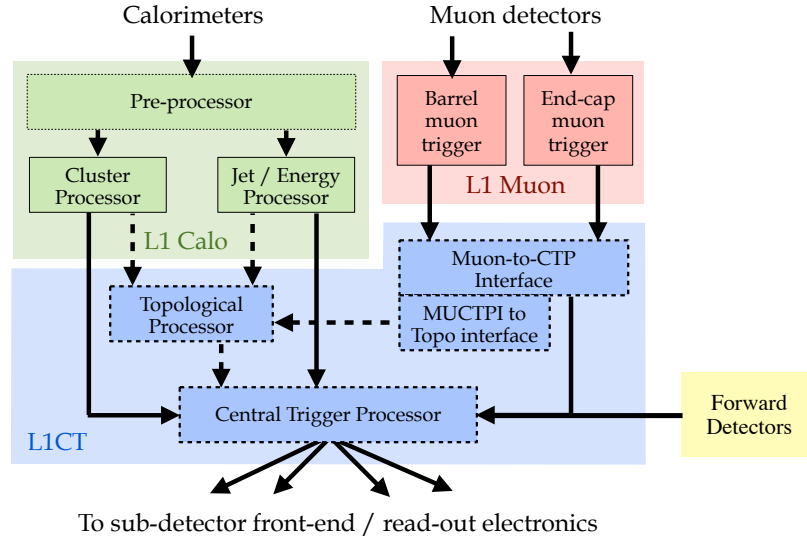 Calorimeters
Muon detectors
Pre-processor
Barrel
muon
trigger
End-cap
muon
trigger
Cluster
Processor
Jet / Energy
Processor
L1 Muon
L1 Calo
Muon-to-CTP
Interface
Topological
Processor
MUCTPI to
Topo interface
Central Trigger Processor
Forward
Detectors
L1CT
To sub-detector front-end / read-out electronics